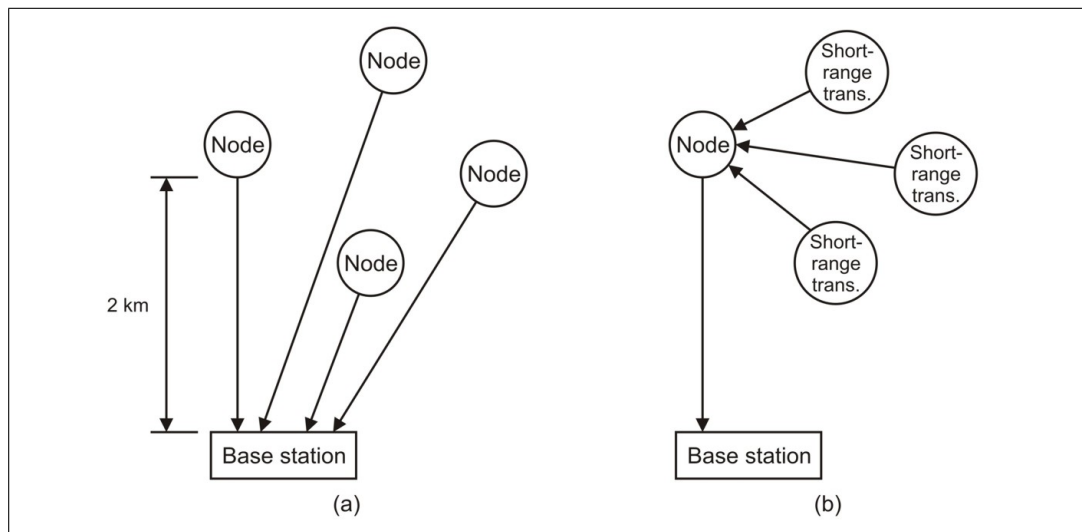 Node
Node
Node
Node
2 km
Base station
(a)
Short-
range
trans.
Node
Short-
range
trans.
Short-
range
trans.
Base station
(b)